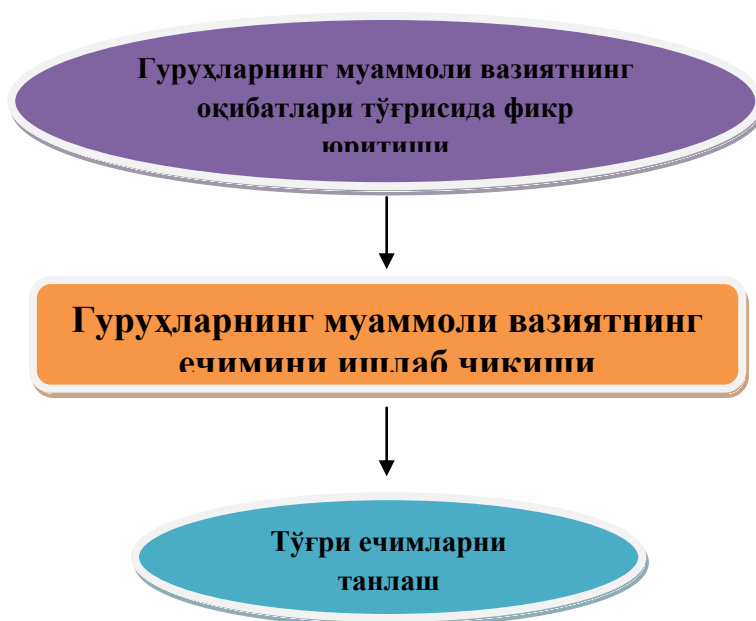 Гуруҳларнинг муаммоли вазиятнинг
оқибатлари тўғрисида фикр
юритиши
Гуруҳларнинг муаммоли вазиятнинг
ечимини ишлаб чиқиши
Тўғри ечимларни
танлаш